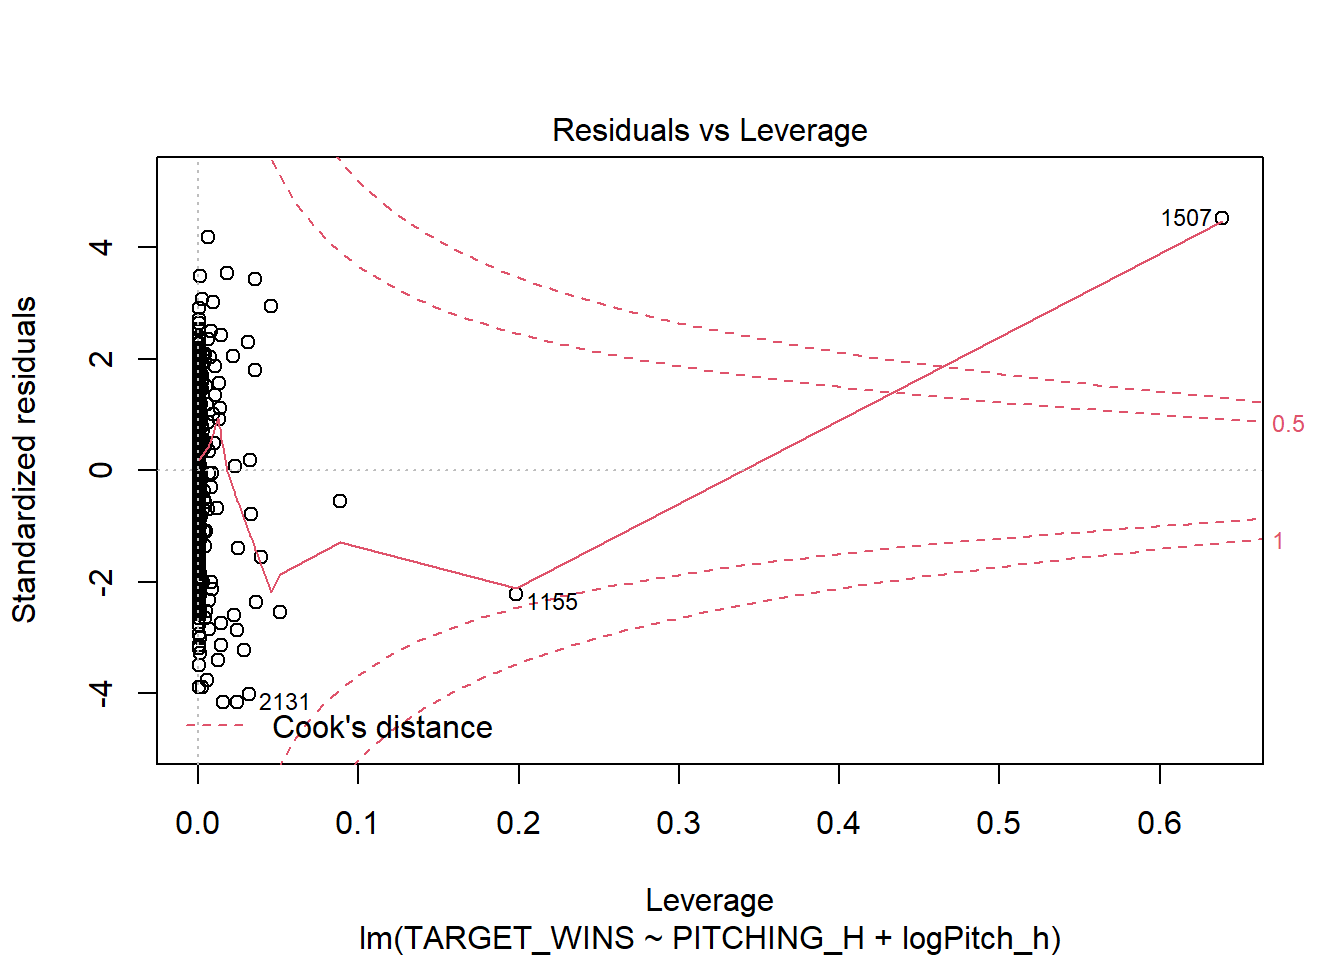 Residuals vs Leverage
Standardized residuals
4
2
0
-2
-4
1507
1155
2131
0.5
1
Cook's distance
0.0 0.1 0.2 0.3 0.4 0.5 0.6
Leverage
lm(TARGET_WINS ~ PITCHING_H + logPitch_h)